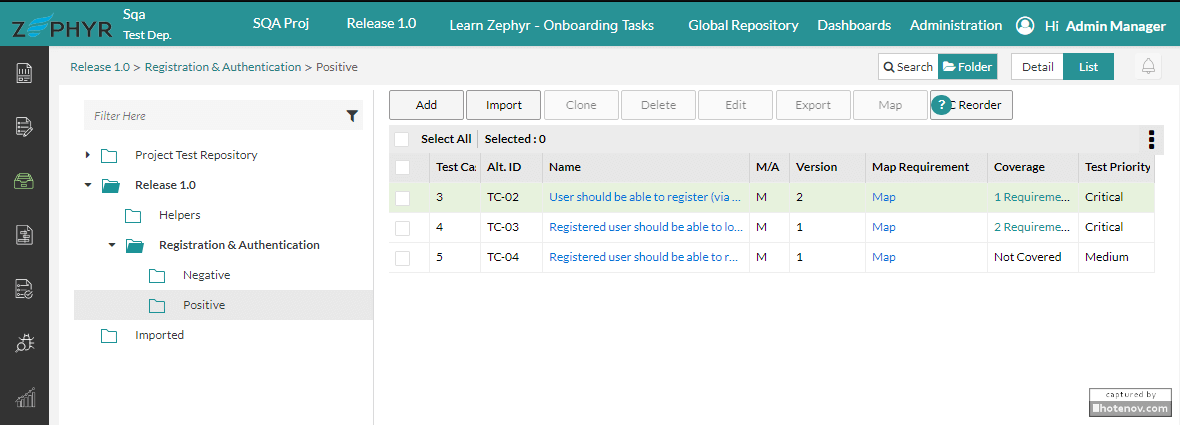 ZEPHYR
Sqa
Test Dep.
SQA Proj
Release 1.0
Learn Zephyr - Onboarding Tasks
Global Repository
Dashboards
Administration
Hi Admin Manager
Release 1.0 > Registration & Authentication > Positive
Search
Folder
Detail
List
Filter Here
Project Test Repository
Release 1.0
Helpers
Registration & Authentication
Negative
Positive
Imported
Add
Import
Clone
Delete
Edit
Export
Map
?
C Reorder
Select All
Selected : 0
Test Ca
Alt. ID
Name
M/A
Version
Map Requirement
Coverage
Test Priority
3 TC-02 User should be able to register (via ... M 2 Map 1 Requireme... Critical
4 TC-03 Registered user should be able to lo... M 1 Map 2 Requireme... Critical
5 TC-04 Registered user should be able to r... M 1 Map Not Covered Medium
captured by
hotenov.com